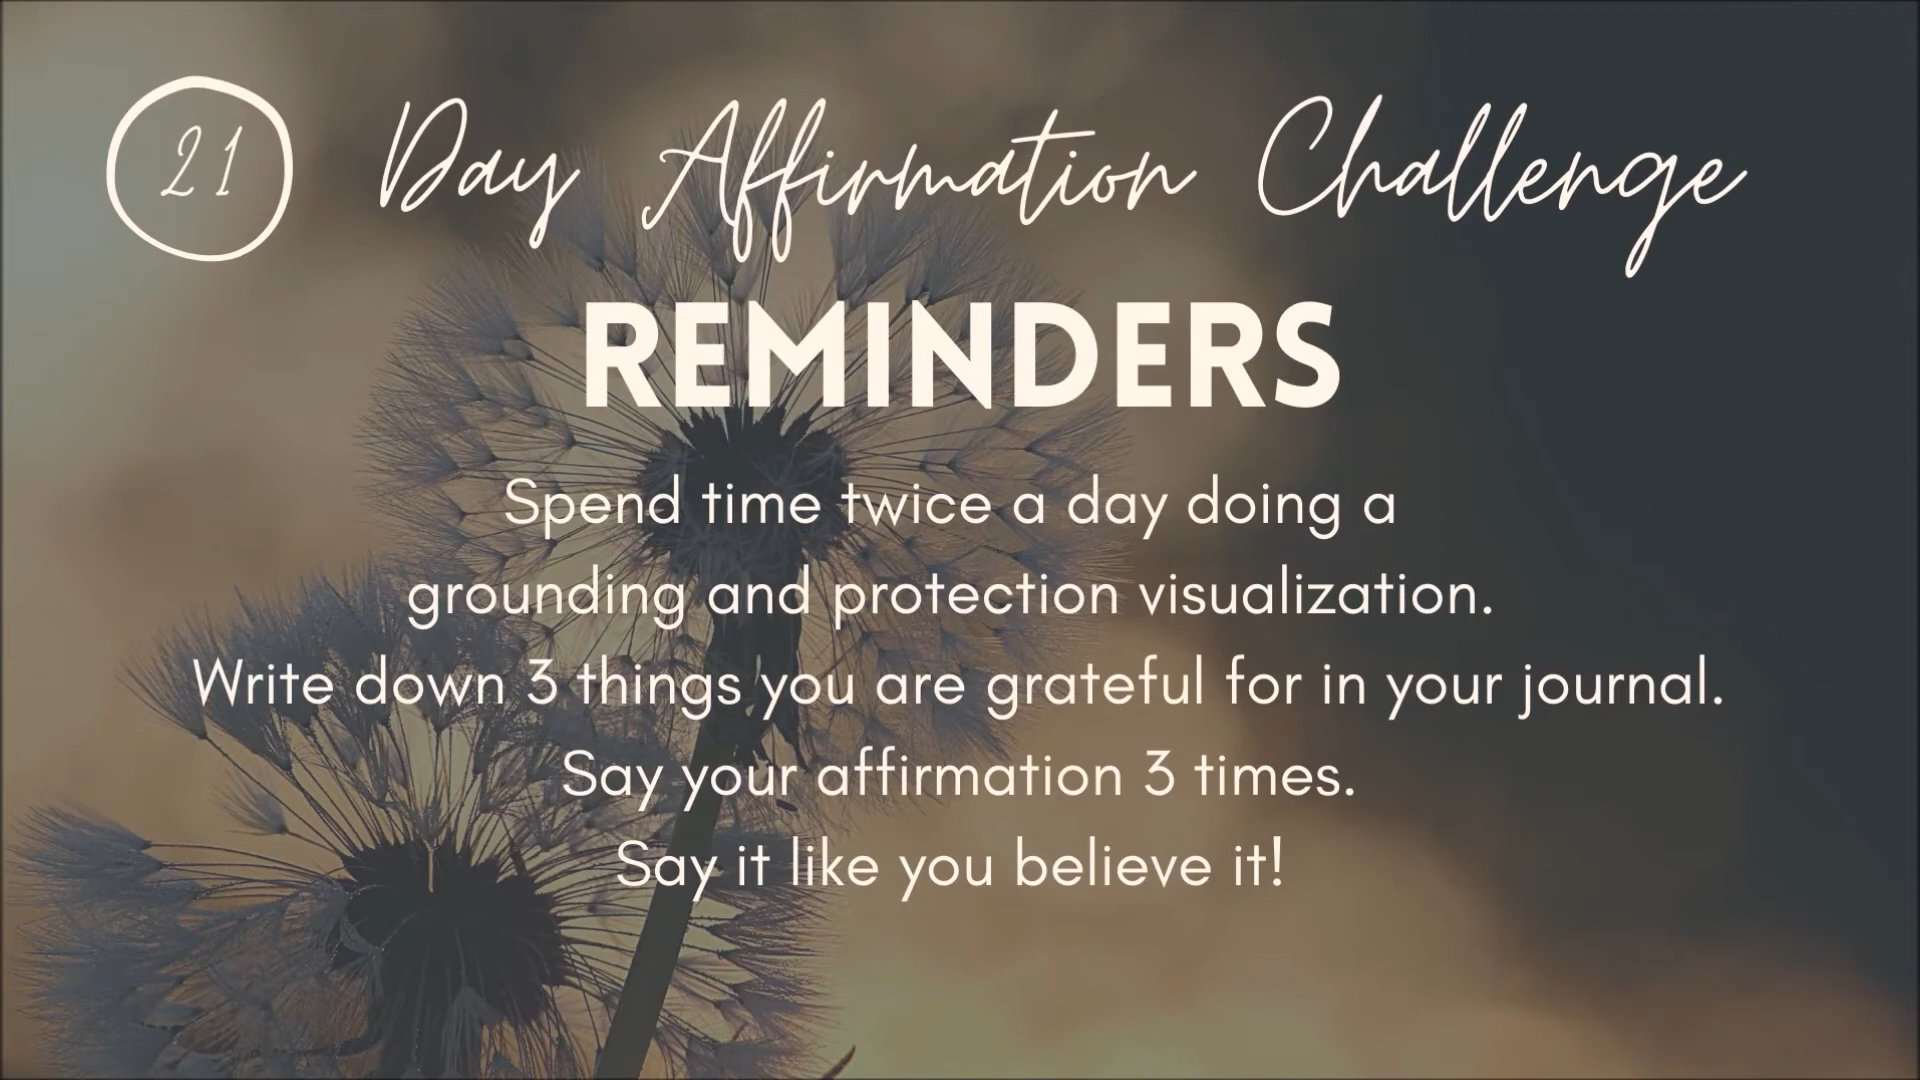 21 Day Affirmation Challenge
REMINDERS
Spend time twice a day doing a
grounding and protection visualization.
Write down 3 things you are grateful for in your journal.
Say your affirmation 3 times.
Say it like you believe it!